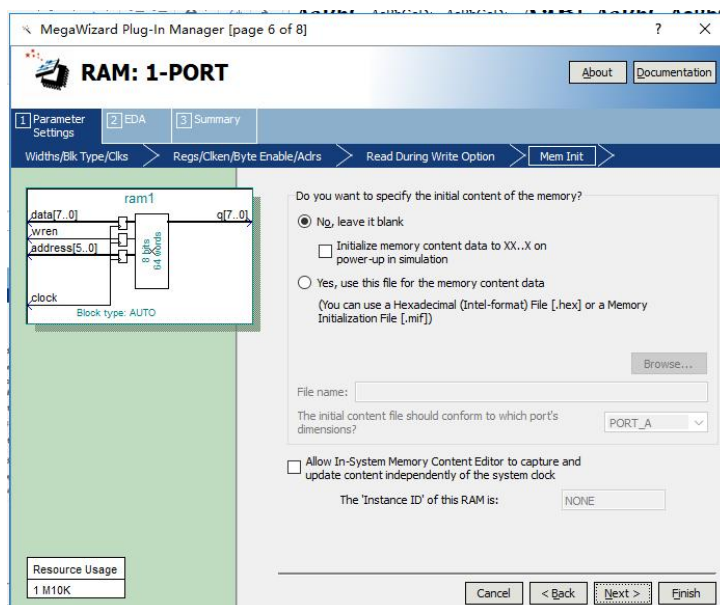 MegaWizard Plug-In Manager [page 6 of 8]
? X
RAM: 1-PORT
About
Documentation
1 Parameter Settings
2 EDA
3 Summary
Widths/Blk Type/Clks
Regs/Clken/Byte Enable/Adrs
Read During Write Option
Mem Init
ram1
data[7..0]
q[7..0]
wren
address[5..0]
8 bits
64 words
clock
Block type: AUTO
Do you want to specify the initial content of the memory?
No, leave it blank
Initialize memory content data to XX..X on
power-up in simulation
Yes, use this file for the memory content data
(You can use a Hexadecimal (Intel-format) File [.hex] or a Memory
Initialization File [.mif])
Browse...
File name:
The initial content file should conform to which port's
dimensions?
PORT_A
Allow In-System Memory Content Editor to capture and
update content independently of the system clock
The 'Instance ID' of this RAM is:
NONE
Resource Usage
1 M10K
Cancel
< Back
Next >
Finish